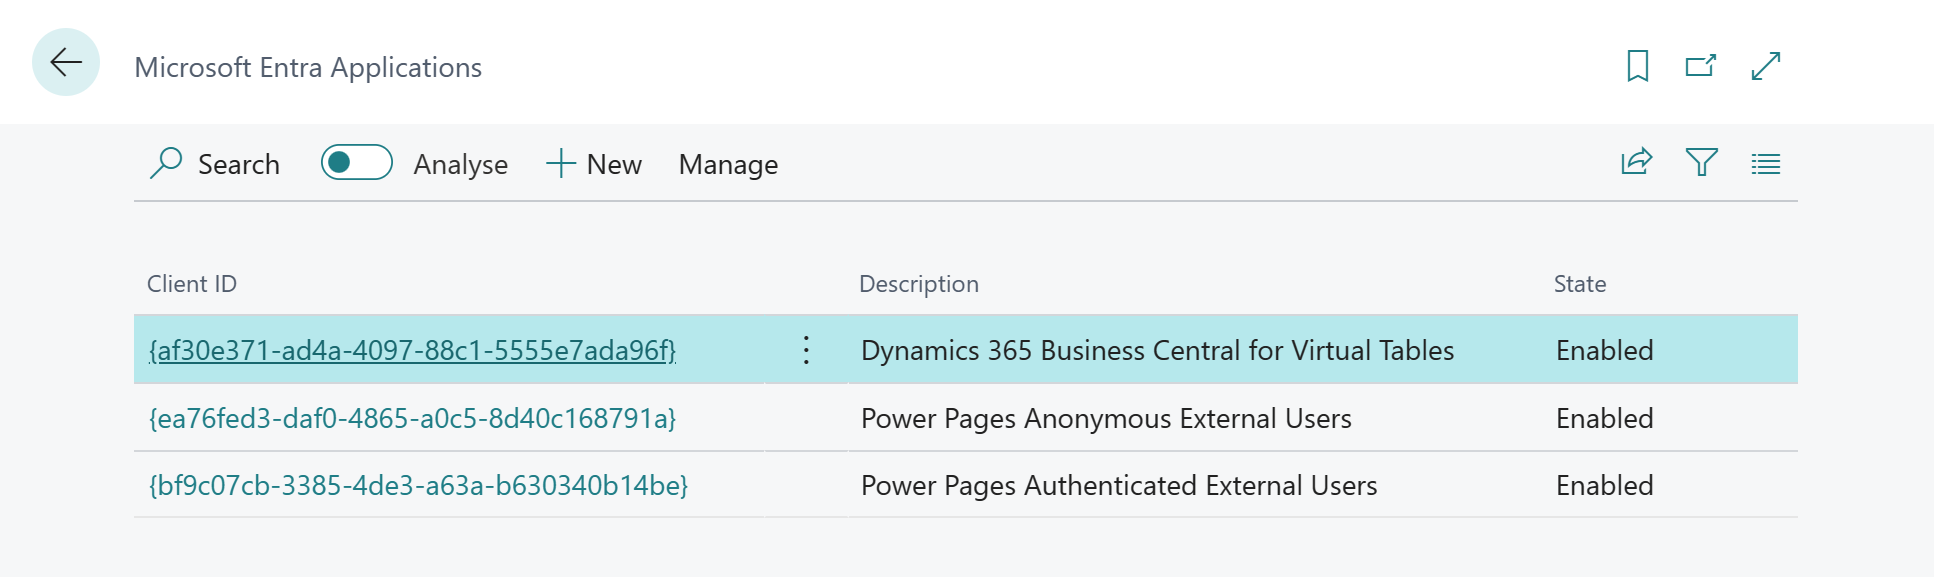 Microsoft Entra Applications
Search Analyse New Manage
Client ID Description State
{af30e371-ad4a-4097-88c1-5555e7ada96f} Dynamics 365 Business Central for Virtual Tables Enabled
{ea76fed3-daf0-4865-a0c5-8d40c168791a} Power Pages Anonymous External Users Enabled
{bf9c07cb-3385-4de3-a63a-b630340b14be} Power Pages Authenticated External Users Enabled